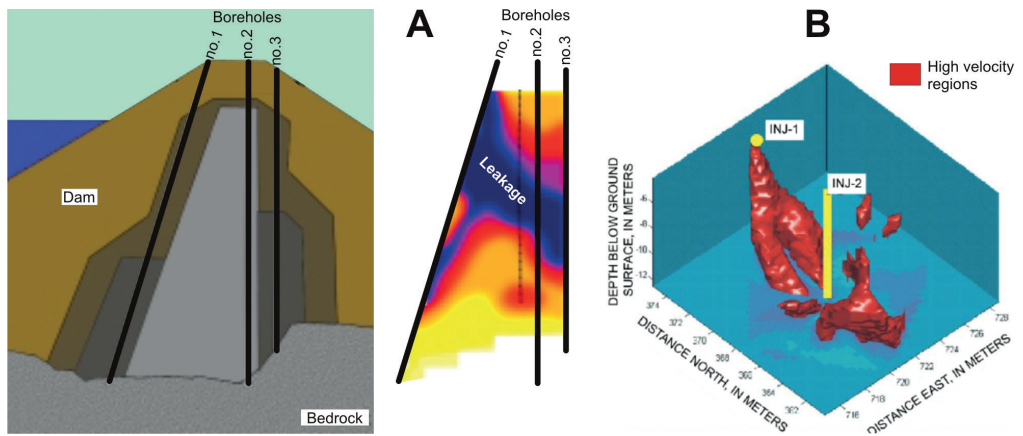 Boreholes
no.1
no.2
no.3
Dam
Bedrock
A
Boreholes
no.1
no.2
no.3
Leakage
B
High velocity
regions
INJ-1
INJ-2
DEPTH BELOW GROUND
SURFACE, IN METERS
-6
-8
-10
-12
374
372
370
368
366
364
362
DISTANCE NORTH, IN METERS
716
718
720
722
724
726
728
DISTANCE EAST, IN METERS